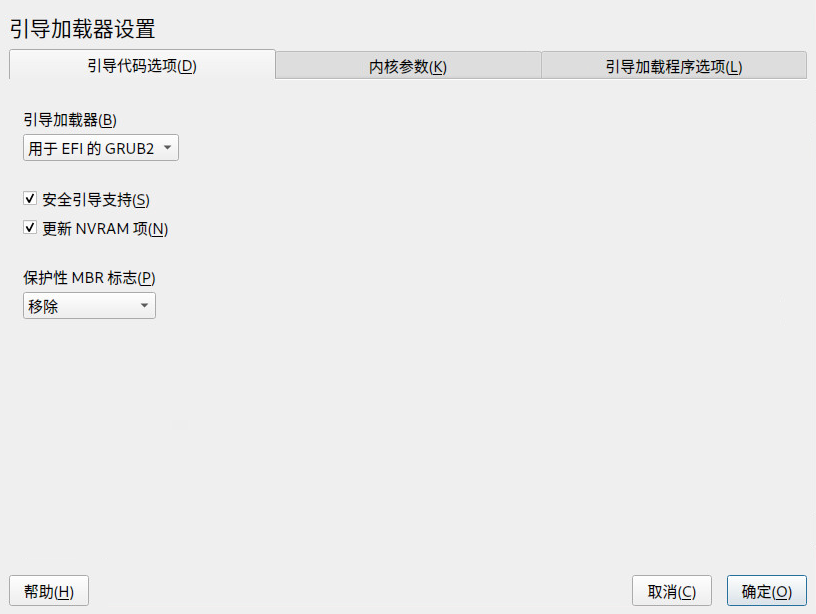 引导加载器设置
引导代码选项(D) 内核参数(K) 引导加载程序选项(L)
引导加载器(B)
用于 EFI 的 GRUB2
安全引导支持(S)
更新 NVRAM 项(N)
保护性 MBR 标志(P)
移除
帮助(H) 取消(C) 确定(O)